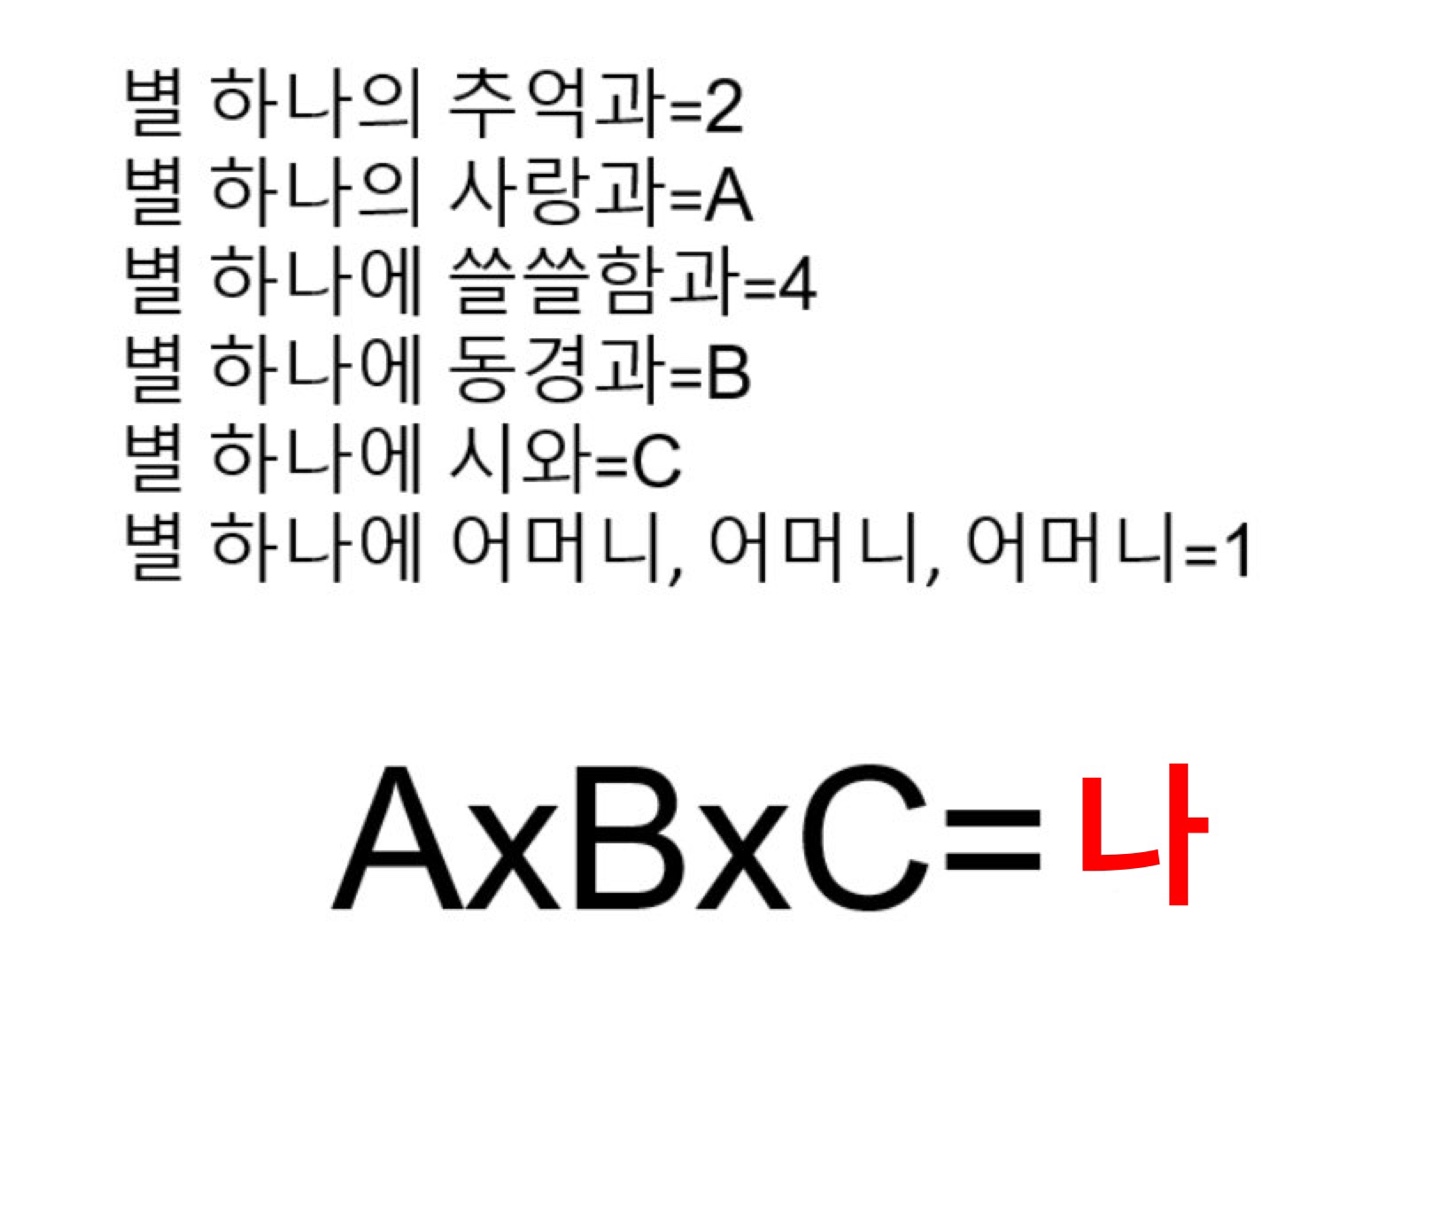 별 하나의 추억과=2
별 하나의 사랑과=A
별 하나에 쓸쓸함과=4
별 하나에 동경과=B
별 하나에 시와=C
별 하나에 어머니, 어머니, 어머니=1
AxBxC=나